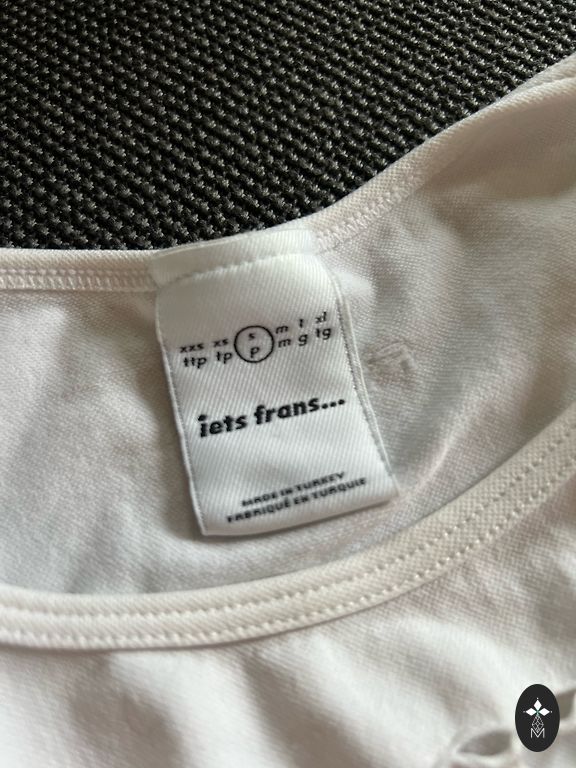 xxs xs s m l xl
ttp tp p m g tg
iets frans...
MADE IN TURKEY
FABRIQUÉ EN TURQUIE
M